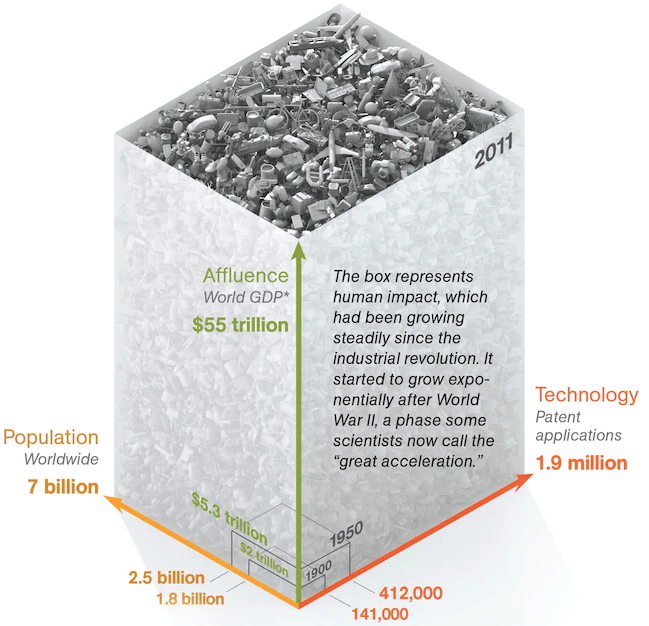 2011
Affluence
World GDP*
$55 trillion
The box represents
human impact, which
had been growing
steadily since the
industrial revolution. It
started to grow expo-
nentially after World
War II, a phase some
scientists now call the
“great acceleration.”
Technology
Patent
applications
1.9 million
Population
Worldwide
7 billion
$5.3 trillion
1950
$2 trillion
1900
2.5 billion
1.8 billion
412,000
141,000